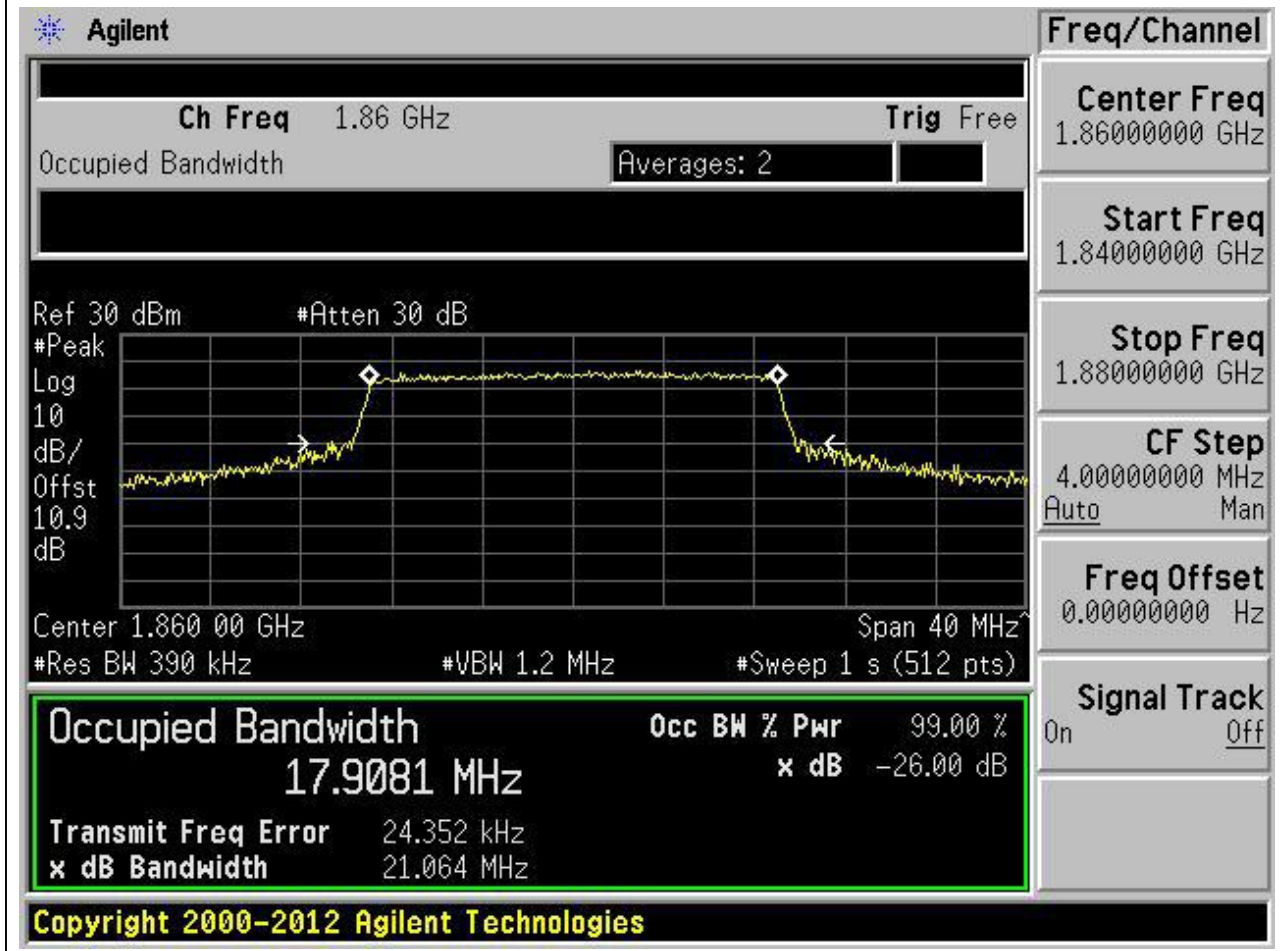 Agilent
Freq/Channel
Ch Freq 1.86 GHz Trig Free
Occupied Bandwidth Averages: 2
Center Freq
1.86000000 GHz
Start Freq
1.84000000 GHz
Stop Freq
1.88000000 GHz
CF Step
4.00000000 MHz
Auto Man
Freq Offset
0.00000000 Hz
Signal Track
On Off
Ref 30 dBm #Atten 30 dB
#Peak
Log
10
dB/
Offst
10.9
dB
Center 1.860 00 GHz Span 40 MHz^
#Res BW 390 kHz #VBW 1.2 MHz #Sweep 1 s (512 pts)
Occupied Bandwidth Occ BW % Pwr 99.00 %
17.9081 MHz x dB -26.00 dB
Transmit Freq Error 24.352 kHz
x dB Bandwidth 21.064 MHz
Copyright 2000-2012 Agilent Technologies